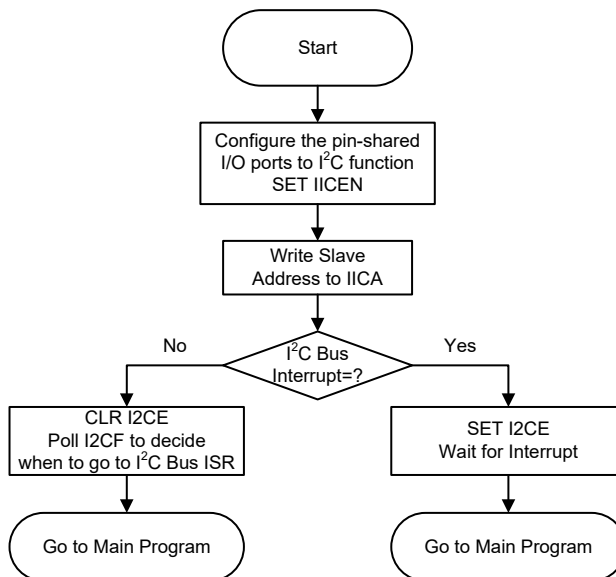 Start
Configure the pin-shared
I/O ports to I²C function
SET IICEN
Write Slave
Address to IICA
No
I²C Bus
Interrupt=?
Yes
CLR I2CE
Poll I2CF to decide
when to go to I²C Bus ISR
SET I2CE
Wait for Interrupt
Go to Main Program
Go to Main Program